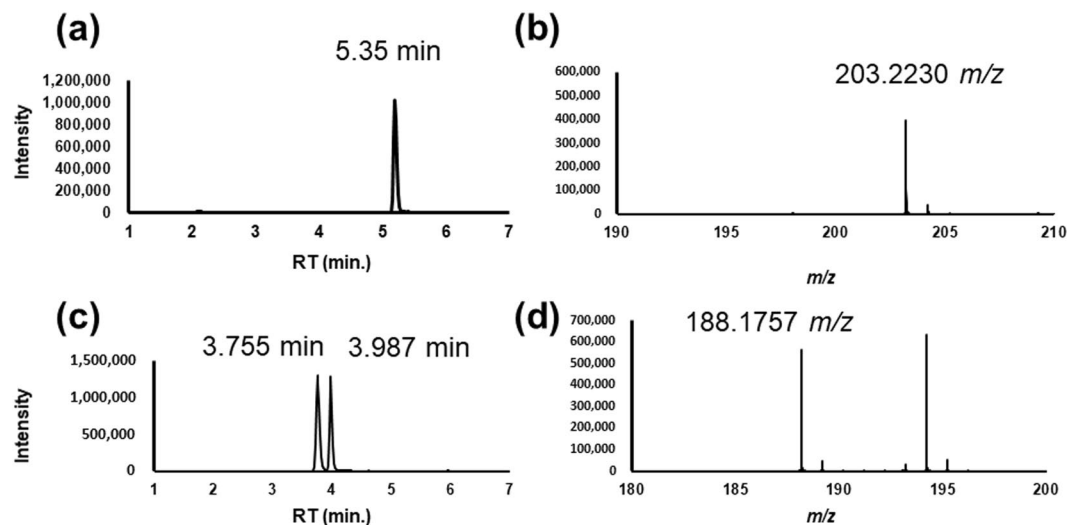 (a)
5.35 min
1,200,000
1,000,000
800,000
600,000
400,000
200,000
0
Intensity
1 2 3 4 5 6 7
RT (min.)
(b)
203.2230 m/z
600,000
500,000
400,000
300,000
200,000
100,000
0
190 195 200 205 210
m/z
(c)
3.755 min 3.987 min
1,500,000
1,000,000
500,000
0
Intensity
1 2 3 4 5 6 7
RT (min.)
(d)
188.1757 m/z
700,000
600,000
500,000
400,000
300,000
200,000
100,000
0
180 185 190 195 200
m/z